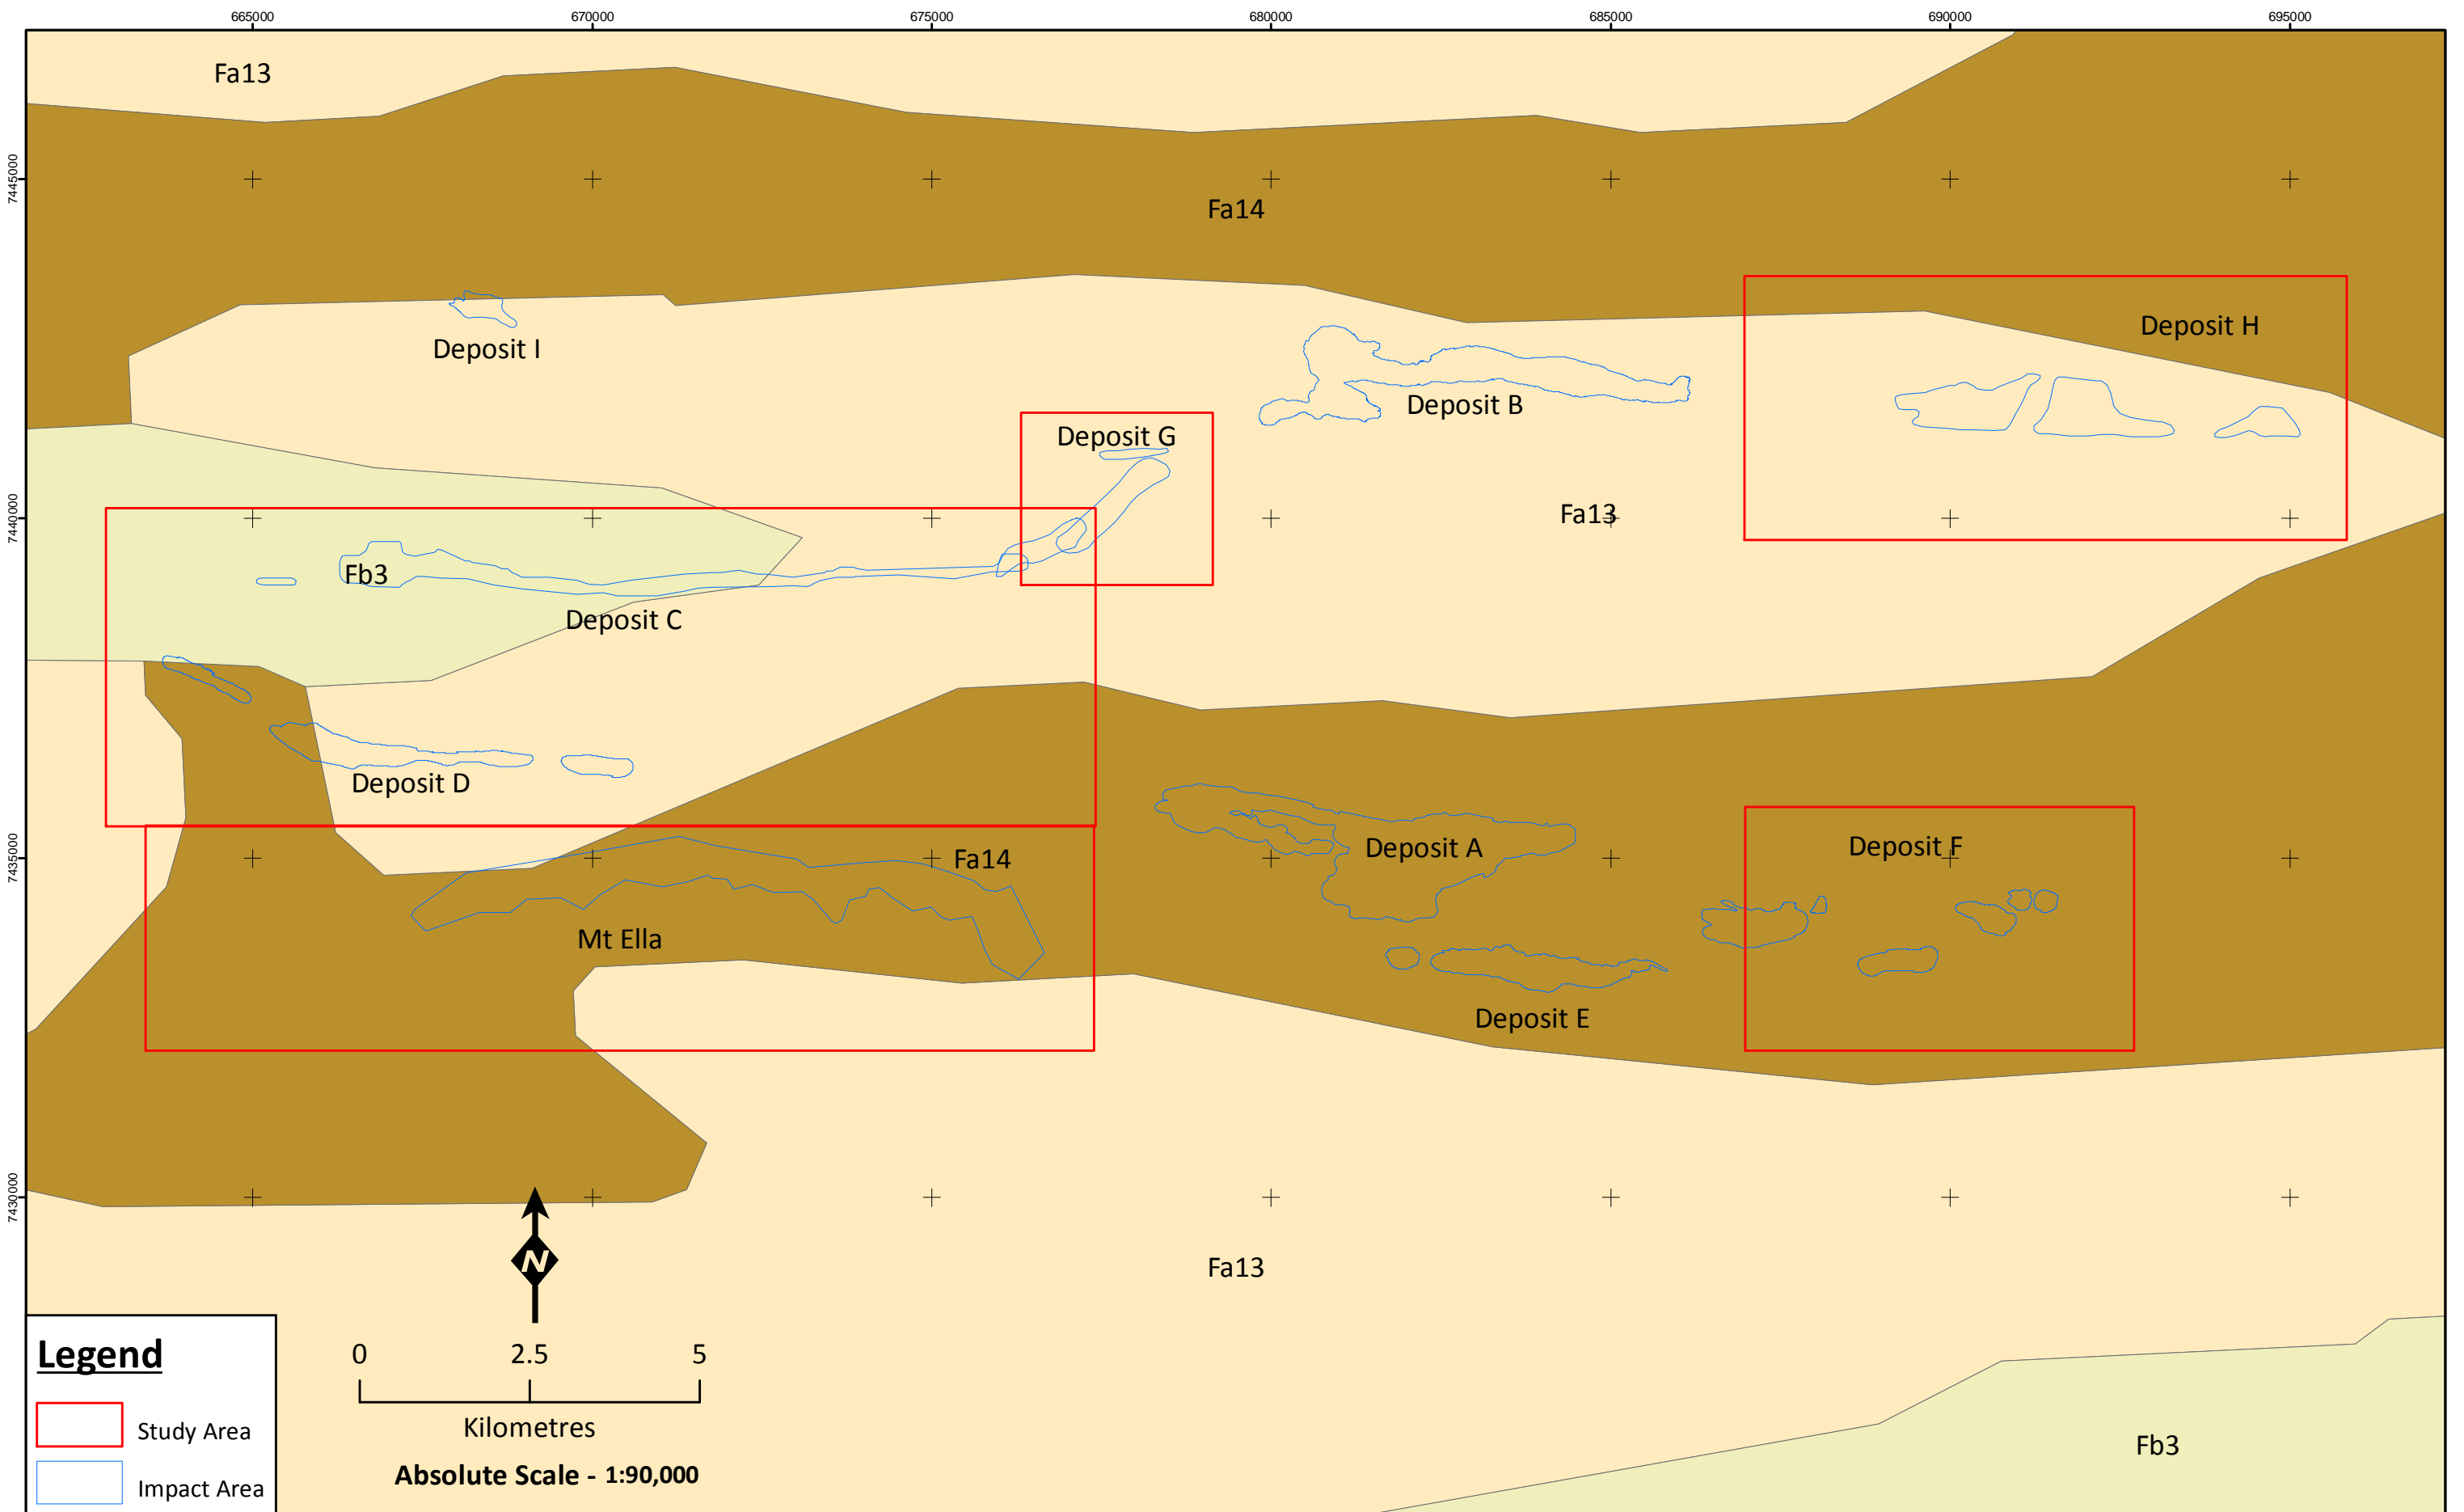 665000 670000 675000 680000 685000 690000 695000
Fa13
7445000
Fa14
Deposit H
Deposit I
Deposit B
Deposit G
7440000
Fa13
Fb3
Deposit C
Deposit D
Deposit A
Deposit F
7435000
Fa14
Mt Ella
Deposit E
7430000
N
Fa13
Legend
Study Area
Impact Area
0 2.5 5
Kilometres
Absolute Scale - 1:90,000
Fb3